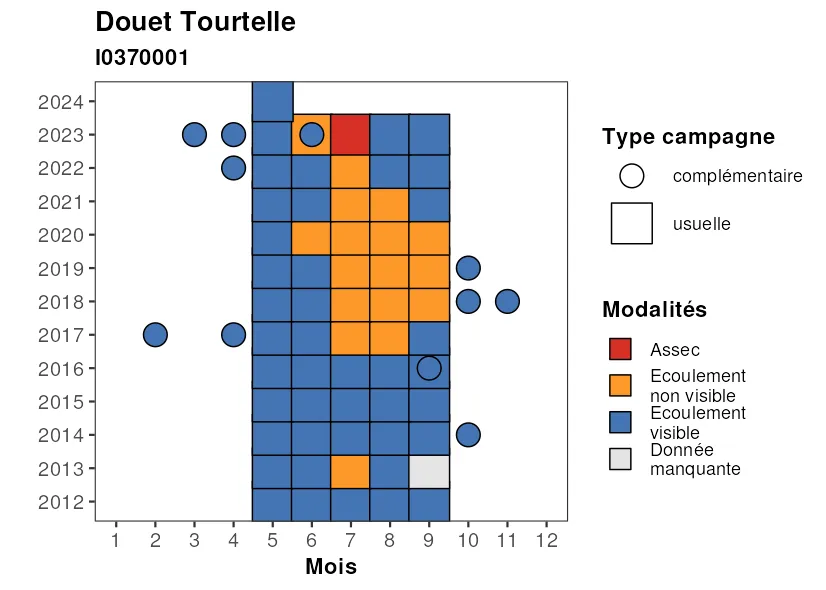 Douet Tourtelle
I0370001
2024
2023
2022
2021
2020
2019
2018
2017
2016
2015
2014
2013
2012
1 2 3 4 5 6 7 8 9 10 11 12
Mois
Type campagne
complémentaire
usuelle
Modalités
Assec
Ecoulement
non visible
Ecoulement
visible
Donnée
manquante